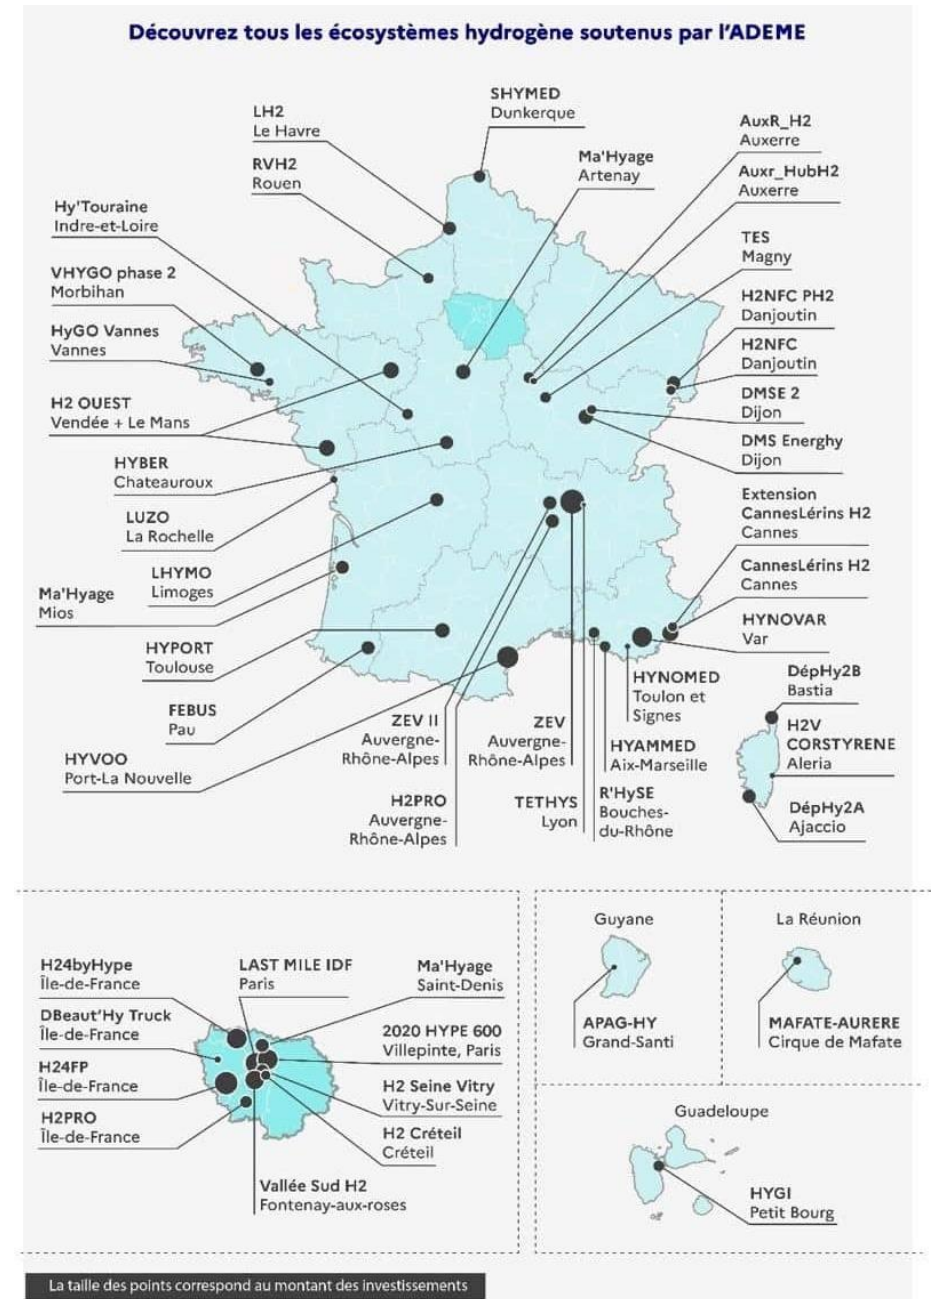 Découvrez tous les écosystèmes hydrogène soutenus par l'ADEME
SHYMED
Dunkerque
LH2
Le Havre
RVH2
Rouen
Ma'Hyage
Artenay
AuxR_H2
Auxerre
Auxr_HubH2
Auxerre
Hy'Touraine
Indre-et-Loire
VHYGO phase 2
Morbihan
HyGO Vannes
Vannes
H2 OUEST
Vendée + Le Mans
HYBER
Chateauroux
LUZO
La Rochelle
LHYMO
Limoges
Ma'Hyage
Mios
HYPORT
Toulouse
FEBUS
Pau
HYVOO
Port-La Nouvelle
TES
Magny
H2NFC PH2
Danjoutin
H2NFC
Danjoutin
DMSE 2
Dijon
DMS Energhy
Dijon
Extension
CannesLérins H2
Cannes
CannesLérins H2
Cannes
HYNOVAR
Var
HYNOMED
Toulon et
Signes
HYAMMED
Aix-Marseille
R'HySE
Bouches-
du-Rhône
ZEV II
Auvergne-
Rhône-Alpes
ZEV
Auvergne-
Rhône-Alpes
H2PRO
Auvergne-
Rhône-Alpes
TETHYS
Lyon
DépHy2B
Bastia
H2V
CORSTYRENE
Aleria
DépHy2A
Ajaccio
H24byHype
Île-de-France
DBeaut'Hy Truck
Île-de-France
H24FP
Île-de-France
H2PRO
Île-de-France
LAST MILE IDF
Paris
Ma'Hyage
Saint-Denis
2020 HYPE 600
Villepinte, Paris
H2 Seine Vitry
Vitry-Sur-Seine
H2 Créteil
Créteil
Vallée Sud H2
Fontenay-aux-roses
Guyane
APAG-HY
Grand-Santi
La Réunion
MAFATE-AURERE
Cirque de Mafate
Guadeloupe
HYGI
Petit Bourg
La taille des points correspond au montant des investissements